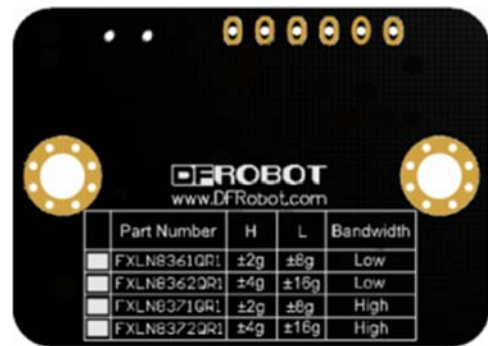 DFROBOT
www.DFRobot.com
Part Number H L Bandwidth
FXLN8361QR1 ±2g ±8g Low
FXLN8362QR1 ±4g ±16g Low
FXLN8371QR1 ±2g ±8g High
FXLN8372QR1 ±4g ±16g High